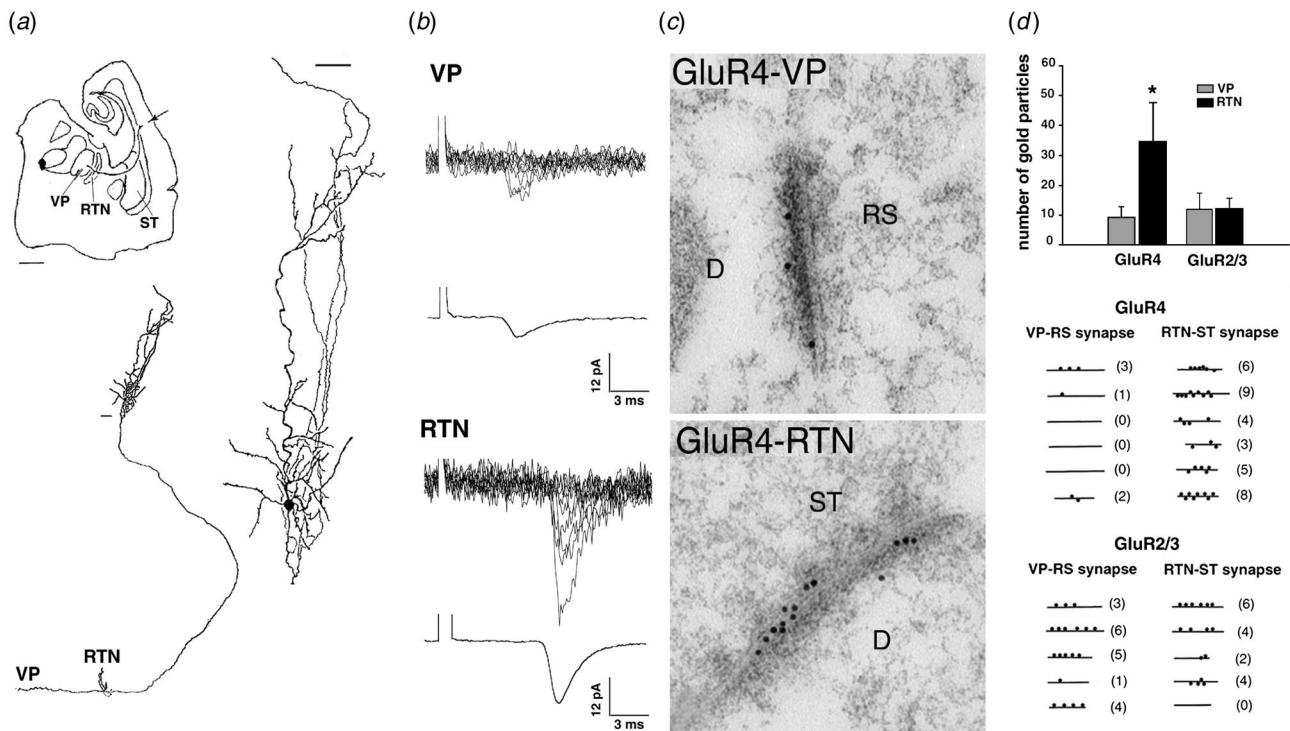 (a)
VP
RTN
ST
VP
RTN
(b)
VP
12 pA
3 ms
RTN
12 pA
3 ms
(c)
GluR4-VP
RS
D
GluR4-RTN
ST
D
(d)
number of gold particles
60
50
40
30
20
10
0
*
VP
RTN
GluR4
GluR2/3
GluR4
VP-RS synapse RTN-ST synapse
(3) (6)
(1) (9)
(0) (4)
(0) (3)
(0) (5)
(2) (8)
GluR2/3
VP-RS synapse RTN-ST synapse
(3) (6)
(6) (4)
(5) (2)
(1) (4)
(4) (0)